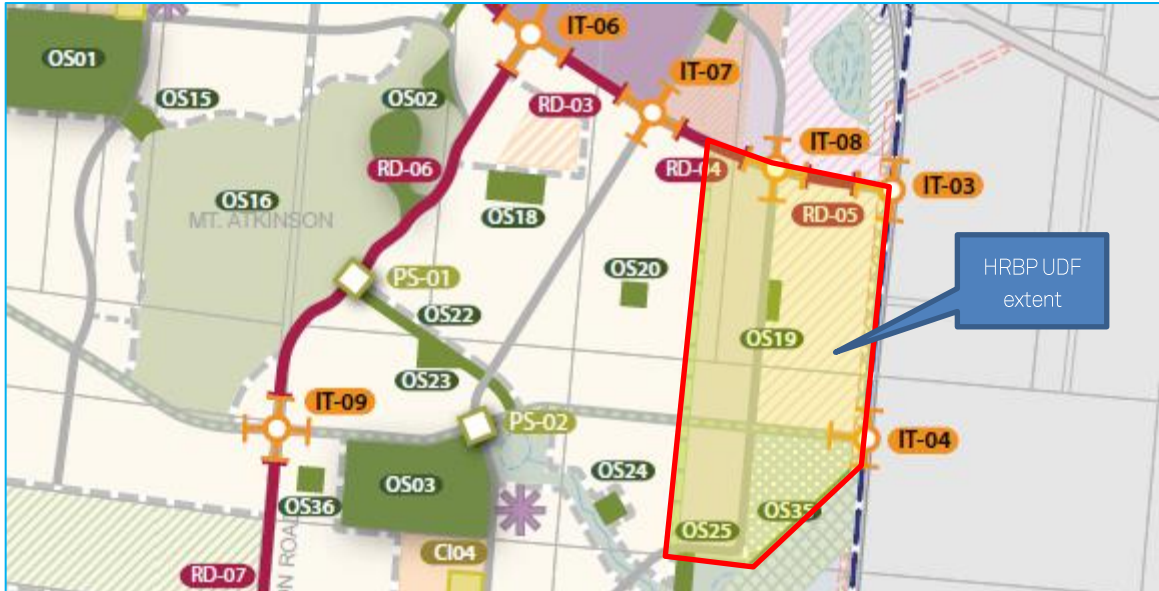 IT-06
OS01
IT-07
OS15
OS02
RD-03
IT-08
RD-06
RD-04
IT-03
OS16
MT. ATKINSON
OS18
RD-05
HRBP UDF
extent
OS20
PS-01
OS22
OS19
OS23
IT-09
PS-02
IT-04
OS24
OS03
OS36
OS35
OS25
CI04
RD-07
ON ROAD